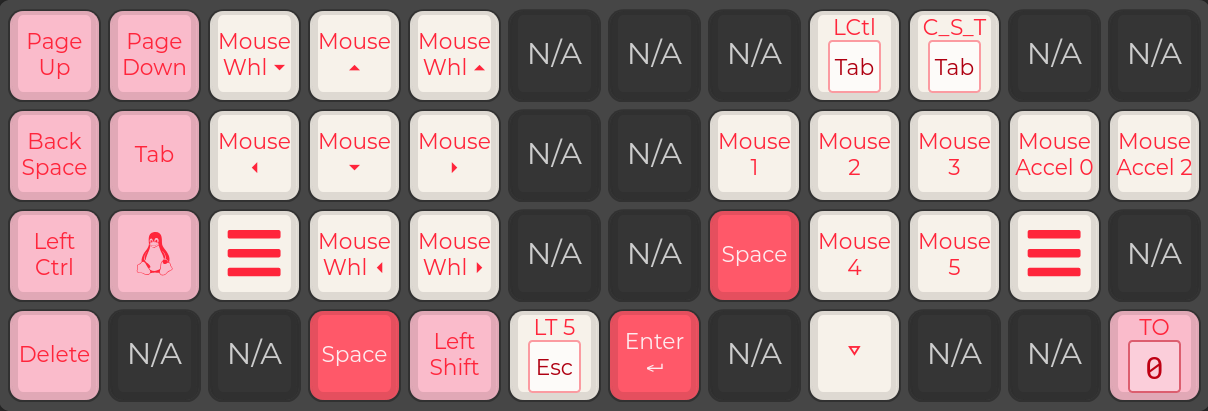 Page Up
Page Down
Mouse Whl
Mouse
Mouse Whl
N/A
N/A
N/A
LCtl Tab
C_S_T Tab
N/A
N/A
Back Space
Tab
Mouse
Mouse
Mouse
N/A
N/A
Mouse 1
Mouse 2
Mouse 3
Mouse Accel 0
Mouse Accel 2
Left Ctrl
Mouse Whl
Mouse Whl
N/A
N/A
Space
Mouse 4
Mouse 5
N/A
Delete
N/A
N/A
Space
Left Shift
LT 5 Esc
Enter
N/A
N/A
N/A
TO 0